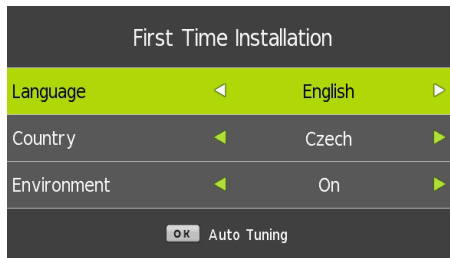 First Time Installation
Language English
Country Czech
Environment On
OK Auto Tuning